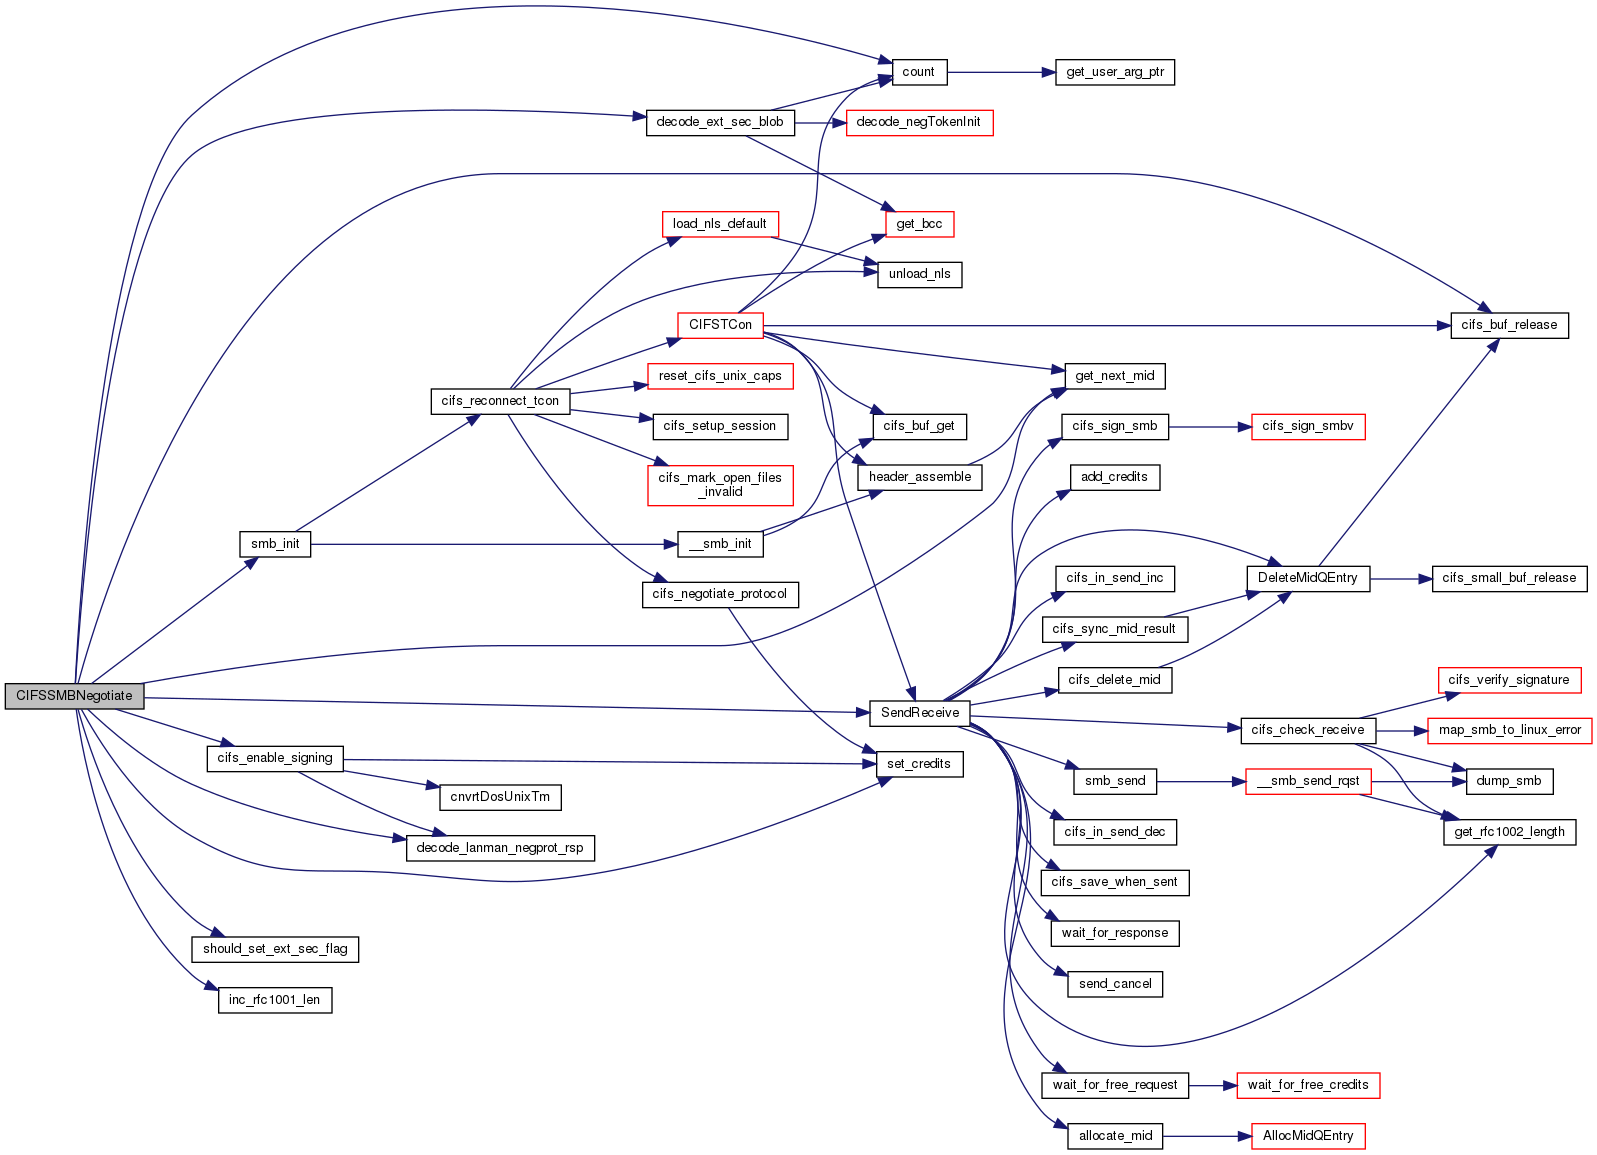 count
get_user_arg_ptr
decode_ext_sec_blob
decode_negTokenInit
load_nls_default
get_bcc
unload_nls
CIFSTCon
cifs_buf_release
reset_cifs_unix_caps
get_next_mid
cifs_reconnect_tcon
cifs_setup_session
cifs_buf_get
cifs_sign_smb
cifs_sign_smbv
cifs_mark_open_files
_invalid
header_assemble
add_credits
smb_init
__smb_init
cifs_negotiate_protocol
cifs_in_send_inc
DeleteMidQEntry
cifs_small_buf_release
cifs_sync_mid_result
cifs_delete_mid
cifs_verify_signature
CIFSSMBNegotiate
SendReceive
cifs_check_receive
map_smb_to_linux_error
cifs_enable_signing
set_credits
smb_send
__smb_send_rqst
dump_smb
cnvrtDosUnixTm
cifs_in_send_dec
get_rfc1002_length
decode_lanman_negprot_rsp
cifs_save_when_sent
should_set_ext_sec_flag
wait_for_response
inc_rfc1001_len
send_cancel
wait_for_free_request
wait_for_free_credits
allocate_mid
AllocMidQEntry